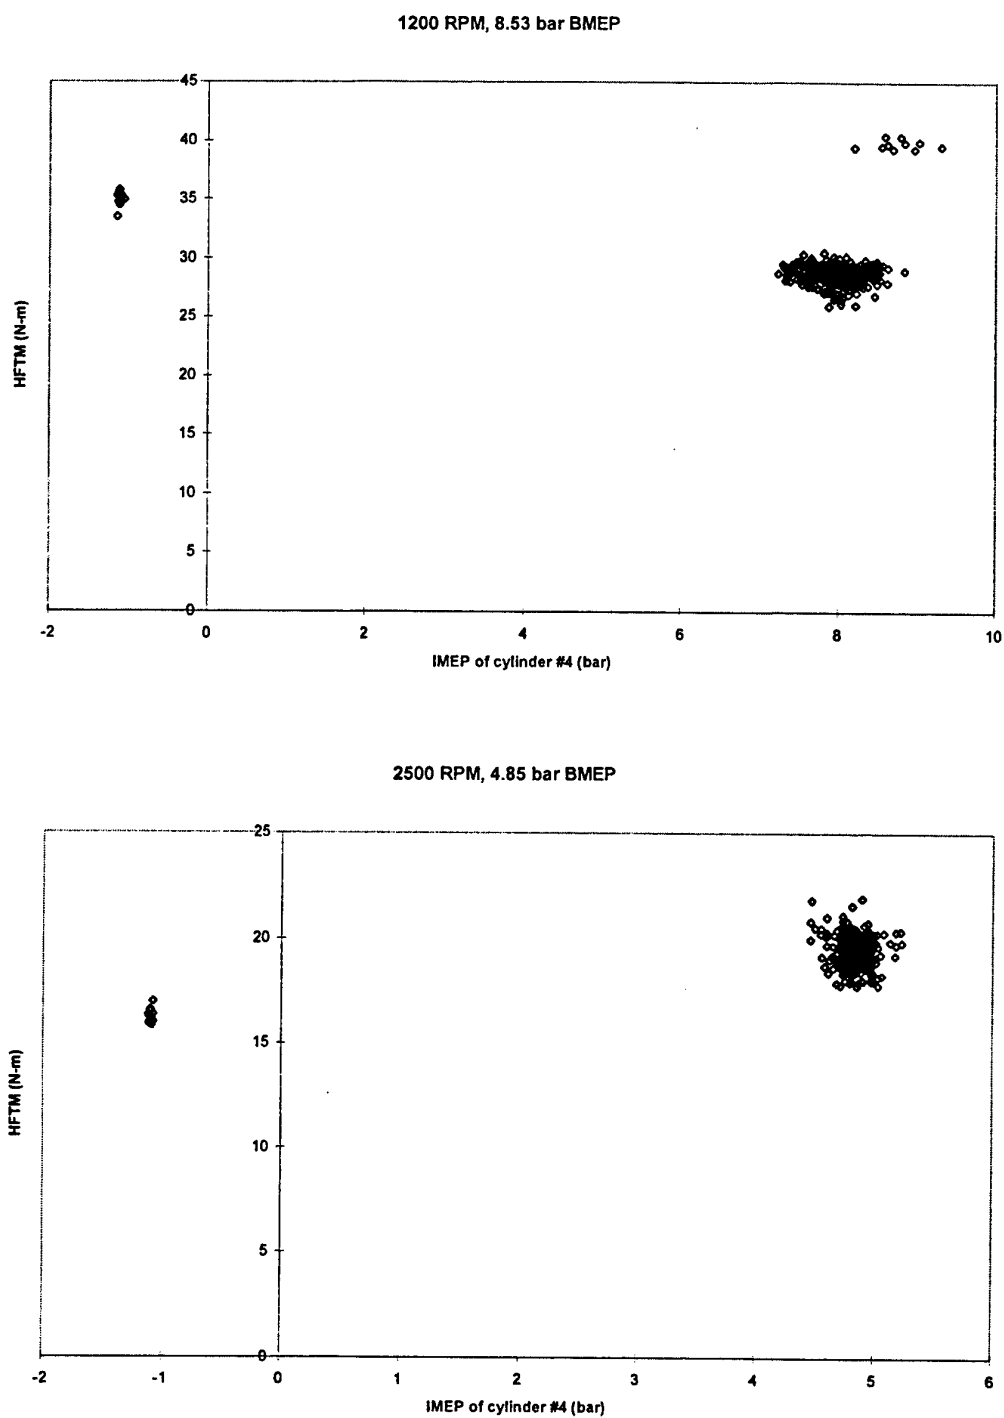 1200 RPM, 8.53 bar BMEP
45
40
35
30
25
20
15
10
5
0
HFTM (N-m)
-2 0 2 4 6 8 10
IMEP of cylinder #4 (bar)
2500 RPM, 4.85 bar BMEP
25
20
15
10
5
0
HFTM (N-m)
-2 -1 0 1 2 3 4 5 6
IMEP of cylinder #4 (bar)